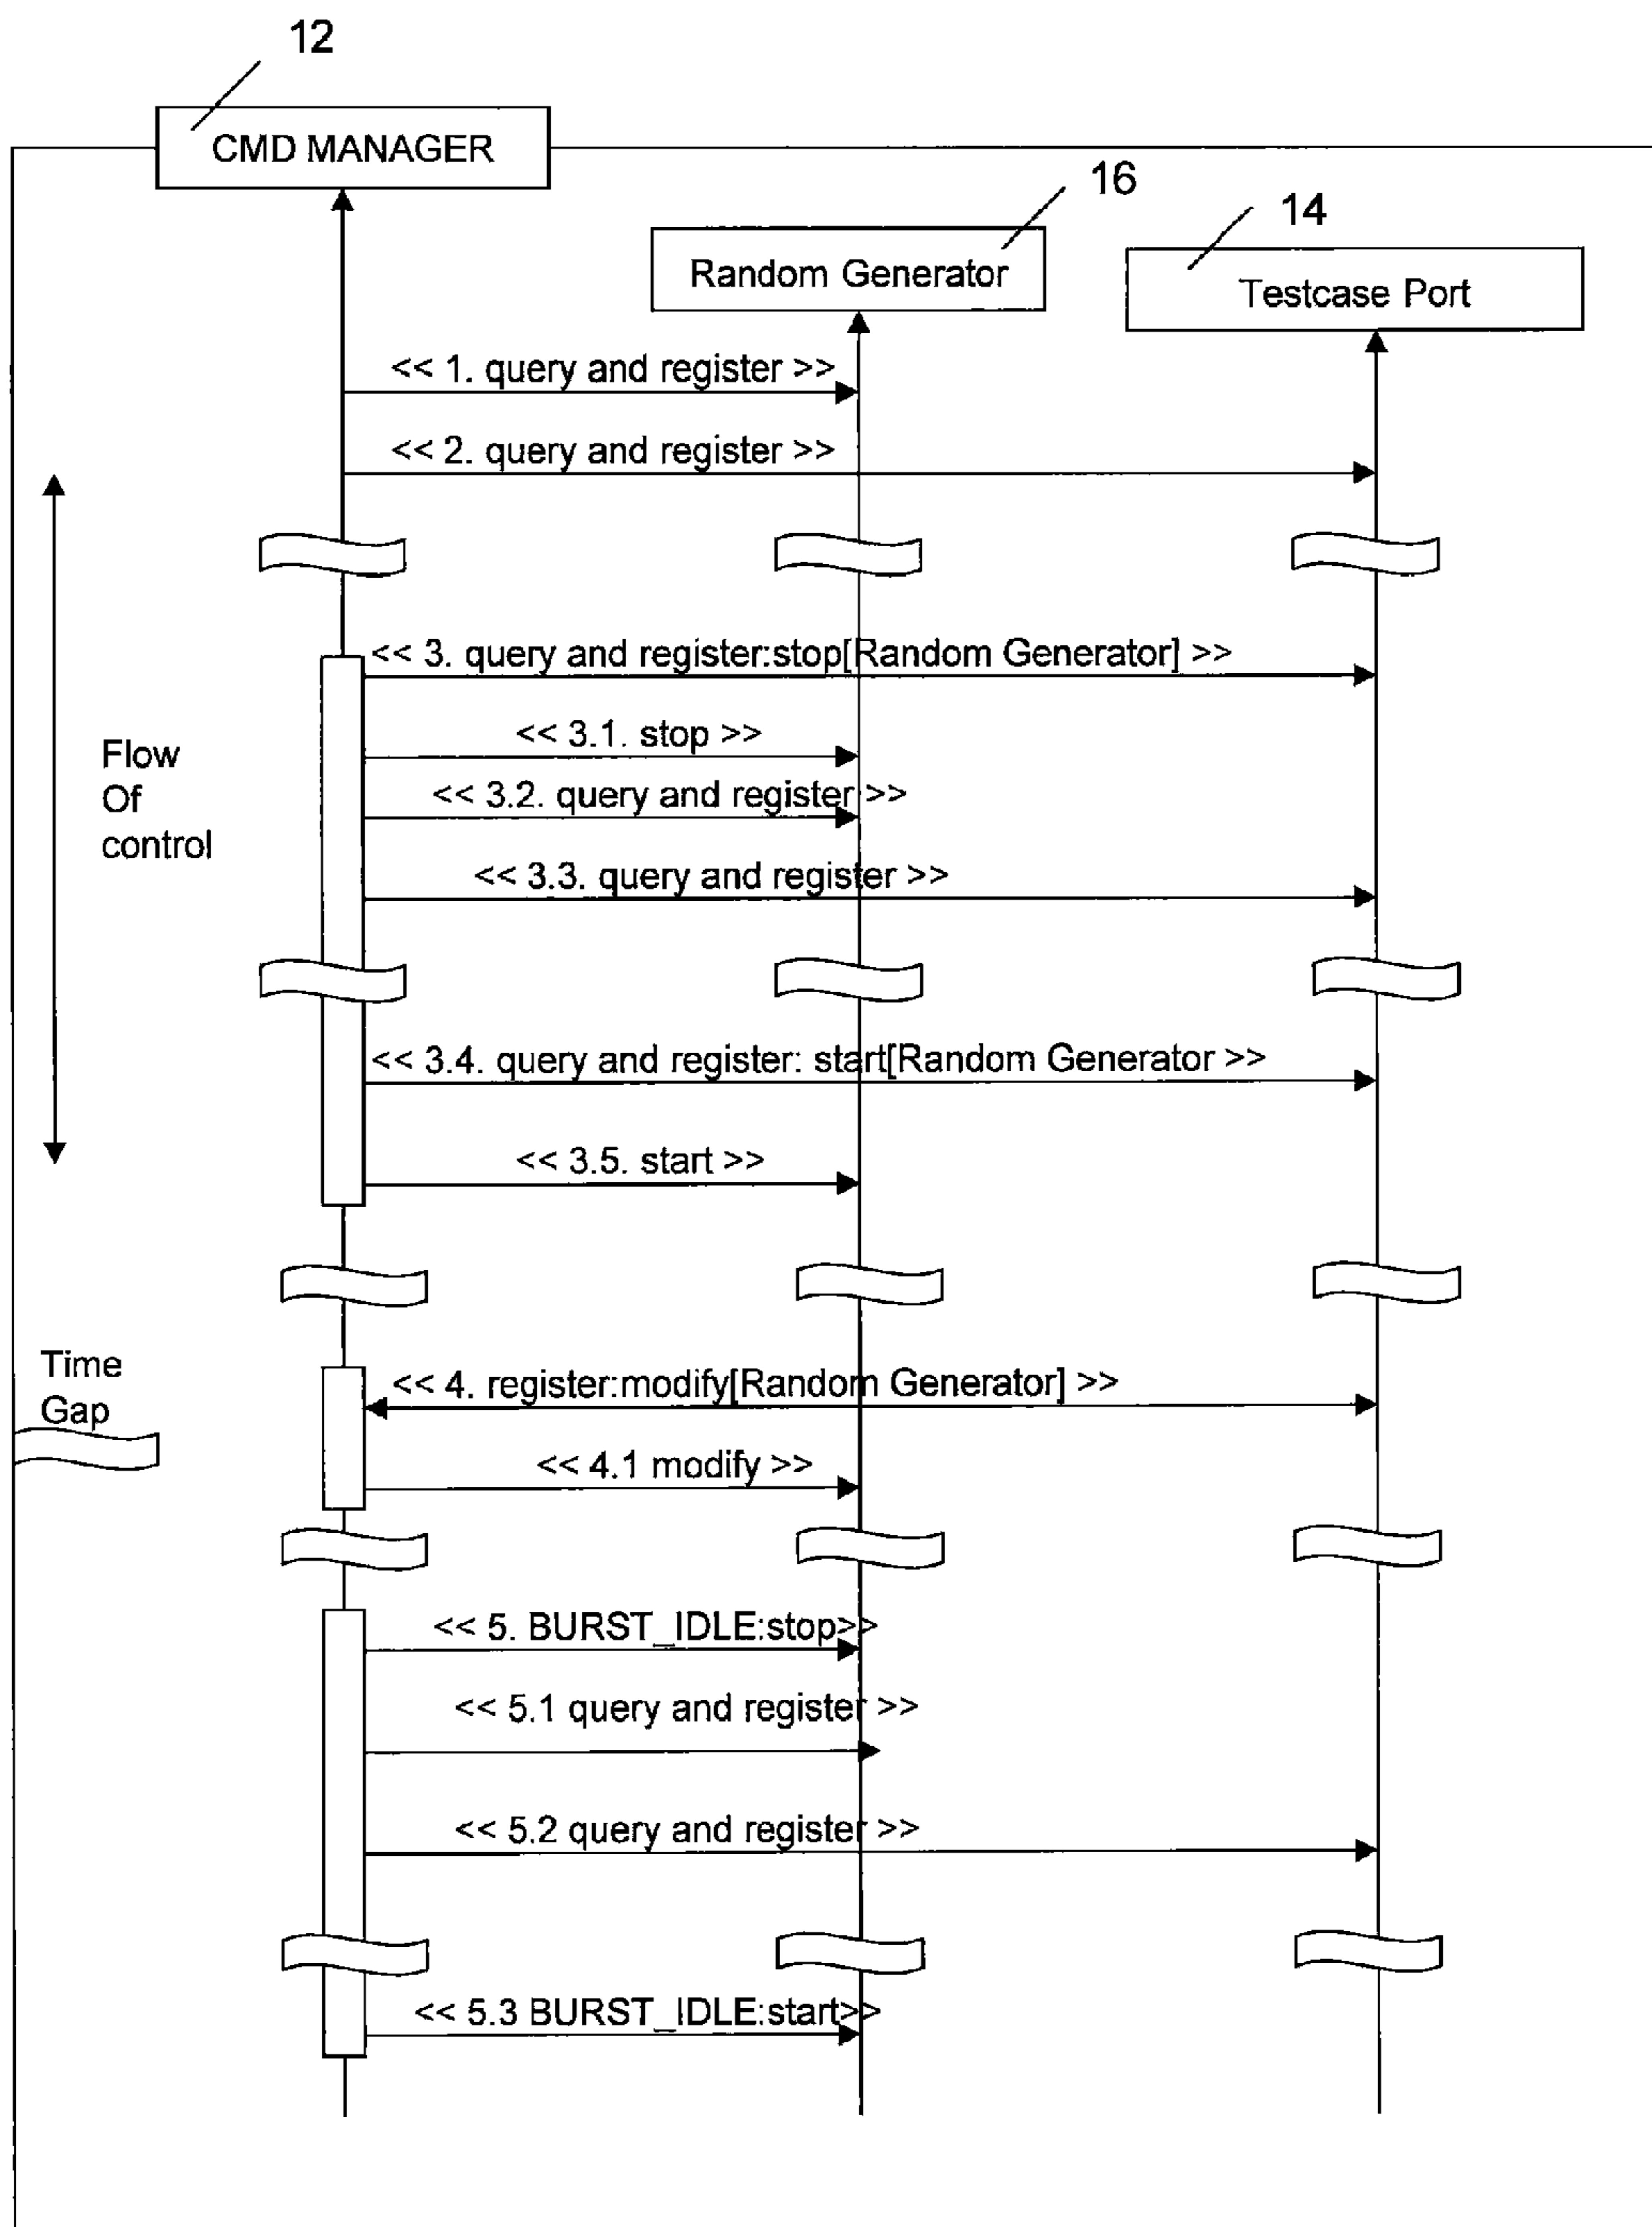 12
CMD MANAGER
16
Random Generator
14
Testcase Port
<< 1. query and register >>
<< 2. query and register >>
<< 3. query and register:stop[Random Generator] >>
<< 3.1. stop >>
Flow
Of
control
<< 3.2. query and register >>
<< 3.3. query and register >>
<< 3.4. query and register: start[Random Generator >>
<< 3.5. start >>
Time
Gap
<< 4. register:modify[Random Generator] >>
<< 4.1 modify >>
<< 5. BURST_IDLE:stop>>
<< 5.1 query and register >>
<< 5.2 query and register >>
<< 5.3 BURST_IDLE:start>>